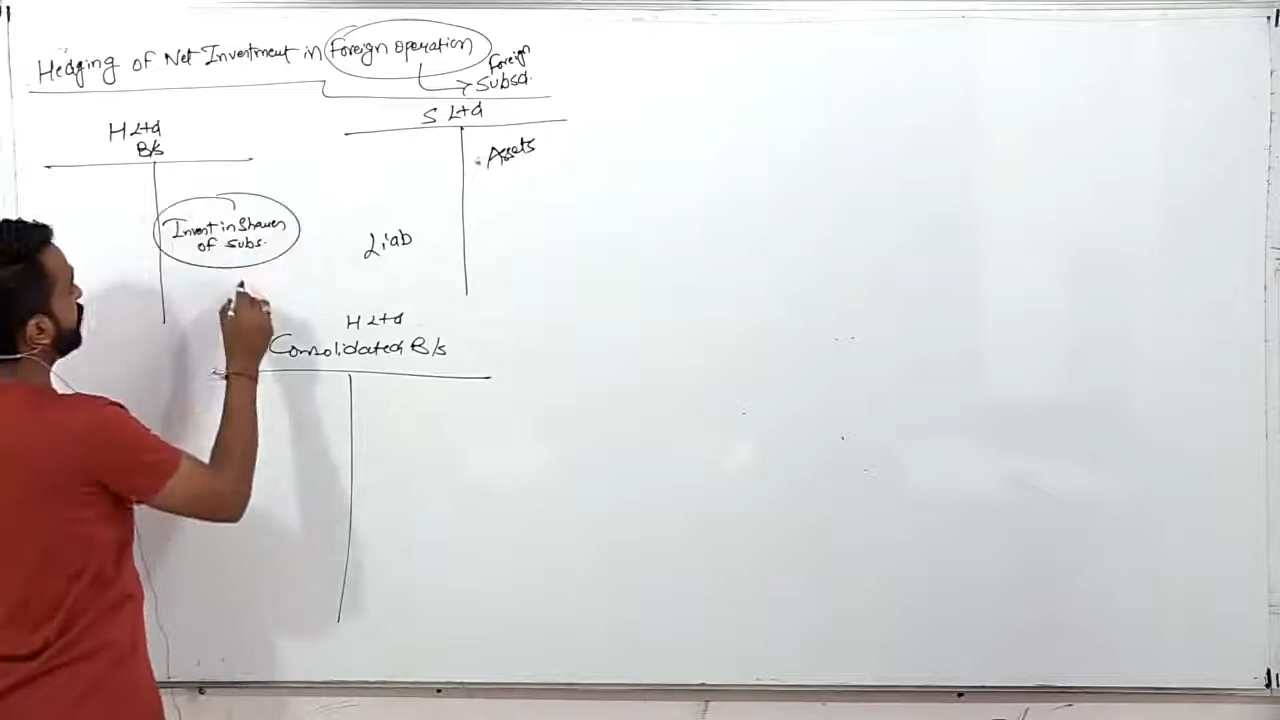 Hedging of Net Investment in foreign operation
Foreign
Subsd.
H Ltd
B/s
S Ltd
Assets
Invest in Shares
of Subs.
Liab
H Ltd
Consolidated B/s